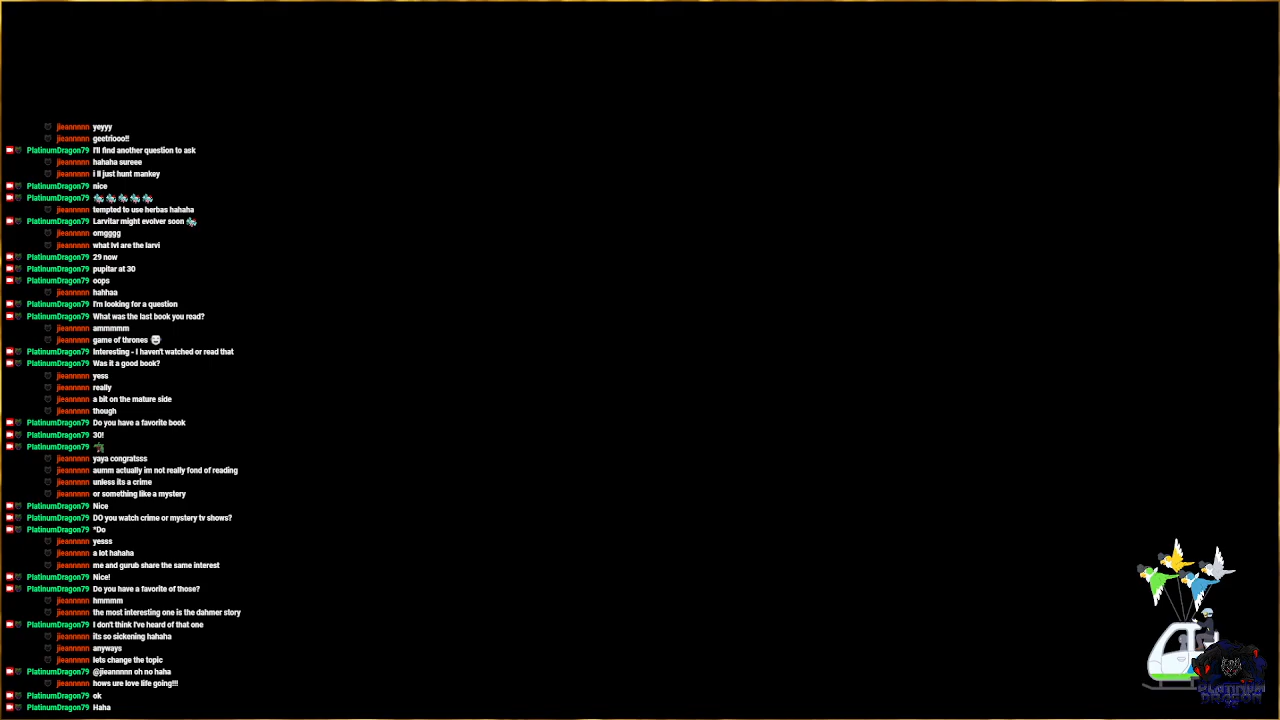 jieannnnn yeyyy
jieannnnn geetriooo!!
PlatinumDragon79 I'll find another question to ask
jieannnnn hahaha sureee
jieannnnn i ll just hunt mankey
PlatinumDragon79 nice
PlatinumDragon79
jieannnnn tempted to use herbas hahaha
PlatinumDragon79 Larvitar might evolver soon
jieannnnn omgggg
jieannnnn what lvl are the larvi
PlatinumDragon79 29 now
PlatinumDragon79 pupitar at 30
PlatinumDragon79 oops
jieannnnn hahhaa
PlatinumDragon79 I'm looking for a question
PlatinumDragon79 What was the last book you read?
jieannnnn ammmmm
jieannnnn game of thrones
PlatinumDragon79 Interesting - I haven't watched or read that
PlatinumDragon79 Was it a good book?
jieannnnn yess
jieannnnn really
jieannnnn a bit on the mature side
jieannnnn though
PlatinumDragon79 Do you have a favorite book
PlatinumDragon79 30!
PlatinumDragon79
jieannnnn yaya congratsss
jieannnnn aumm actually im not really fond of reading
jieannnnn unless its a crime
jieannnnn or something like a mystery
PlatinumDragon79 Nice
PlatinumDragon79 DO you watch crime or mystery tv shows?
PlatinumDragon79 *Do
jieannnnn yesss
jieannnnn a lot hahaha
jieannnnn me and gurub share the same interest
PlatinumDragon79 Nice!
PlatinumDragon79 Do you have a favorite of those?
jieannnnn hmmmm
jieannnnn the most interesting one is the dahmer story
PlatinumDragon79 I don't think I've heard of that one
jieannnnn its so sickening hahaha
jieannnnn anyways
jieannnnn lets change the topic
PlatinumDragon79 @jieannnnn oh no haha
jieannnnn hows ure love life going!!!
PlatinumDragon79 ok
PlatinumDragon79 Haha
PLATINUM
DRAGON